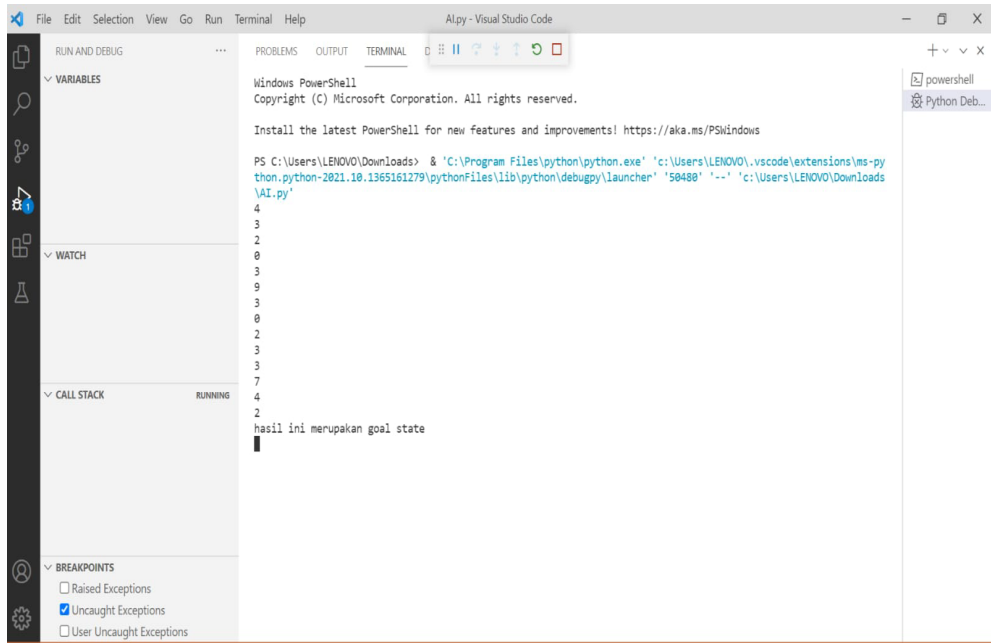 File Edit Selection View Go Run Terminal Help
AI.py - Visual Studio Code
RUN AND DEBUG
VARIABLES
WATCH
CALL STACK
RUNNING
BREAKPOINTS
Raised Exceptions
Uncaught Exceptions
User Uncaught Exceptions
1
PROBLEMS OUTPUT TERMINAL
Windows PowerShell
Copyright (C) Microsoft Corporation. All rights reserved.
Install the latest PowerShell for new features and improvements! https://aka.ms/PSWindows
PS C:\Users\LENOVO\Downloads> & 'C:\Program Files\python\python.exe' 'c:\Users\LENOVO\.vscode\extensions\ms-py
thon.python-2021.10.1365161279\pythonFiles\lib\python\debugpy\launcher' '50480' '--' 'c:\Users\LENOVO\Downloads
\AI.py'
4
3
2
0
3
9
3
0
2
3
3
7
4
2
hasil ini merupakan goal state
powershell
Python Deb...